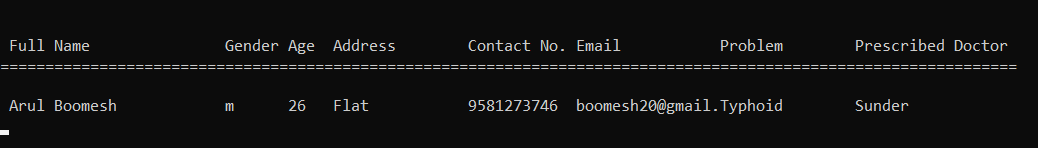 Full Name Gender Age Address Contact No. Email Problem Prescribed Doctor
=================================================================================================================
Arul Boomesh m 26 Flat 9581273746 boomesh20@gmail.Typhoid Sunder